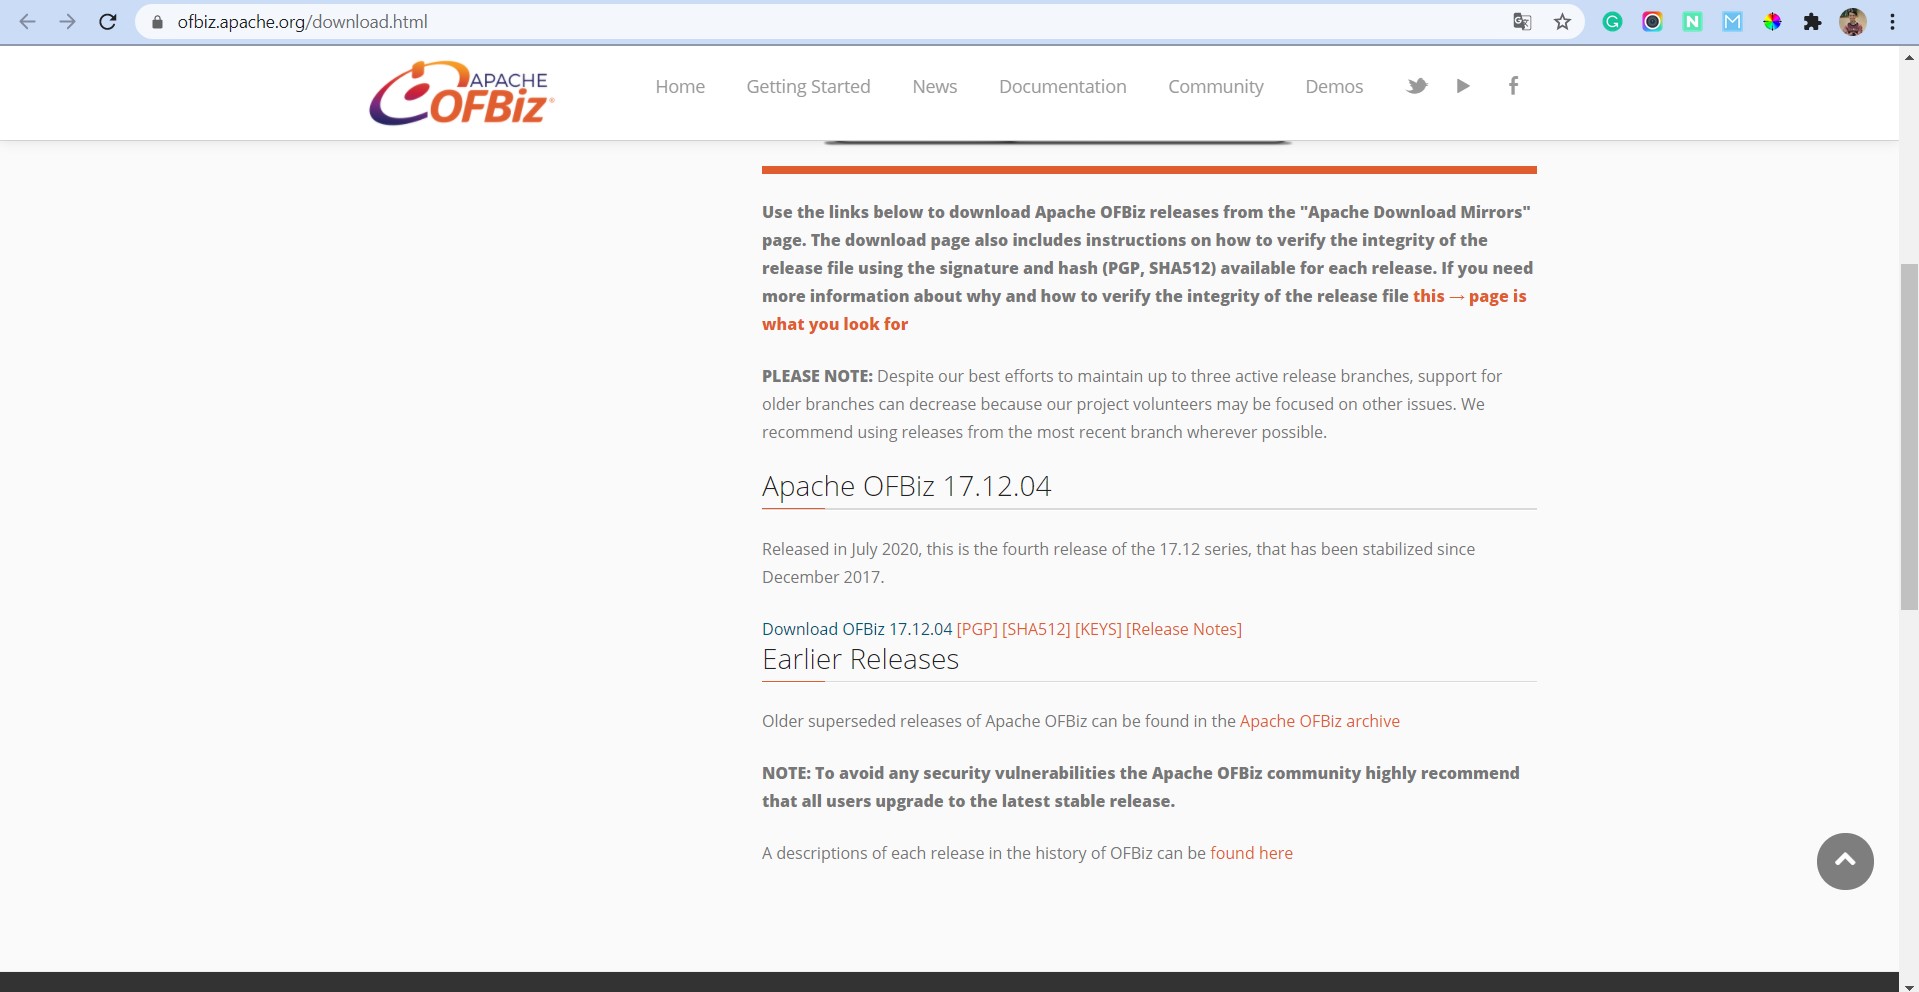 ofbiz.apache.org/download.html
APACHE
OFBiz
Home Getting Started News Documentation Community Demos
Use the links below to download Apache OFBiz releases from the "Apache Download Mirrors"
page. The download page also includes instructions on how to verify the integrity of the
release file using the signature and hash (PGP, SHA512) available for each release. If you need
more information about why and how to verify the integrity of the release file this → page is
what you look for
PLEASE NOTE: Despite our best efforts to maintain up to three active release branches, support for
older branches can decrease because our project volunteers may be focused on other issues. We
recommend using releases from the most recent branch wherever possible.
Apache OFBiz 17.12.04
Released in July 2020, this is the fourth release of the 17.12 series, that has been stabilized since
December 2017.
Download OFBiz 17.12.04 [PGP] [SHA512] [KEYS] [Release Notes]
Earlier Releases
Older superseded releases of Apache OFBiz can be found in the Apache OFBiz archive
NOTE: To avoid any security vulnerabilities the Apache OFBiz community highly recommend
that all users upgrade to the latest stable release.
A descriptions of each release in the history of OFBiz can be found here